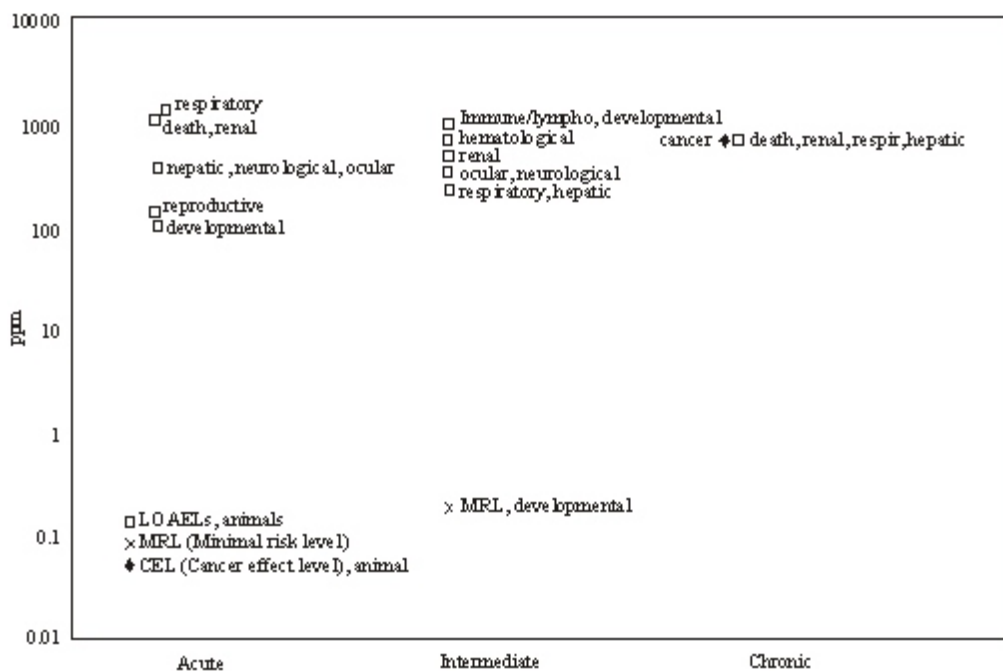 10000
respiratory
1000
death,renal
nepatic,neurological,ocular
reproductive
developmental
100
ppm
10
1
LOAELs, animals
MRL (Minimal risk level)
0.1
CEL (Cancer effect level), animal
0.01
Immune/lympho, developmental
hematological
renal
ocular,neurological
respiratory, hepatic
MRL, developmental
cancer
death,renal,respir,hepatic
Acute
Intermediate
Chronic